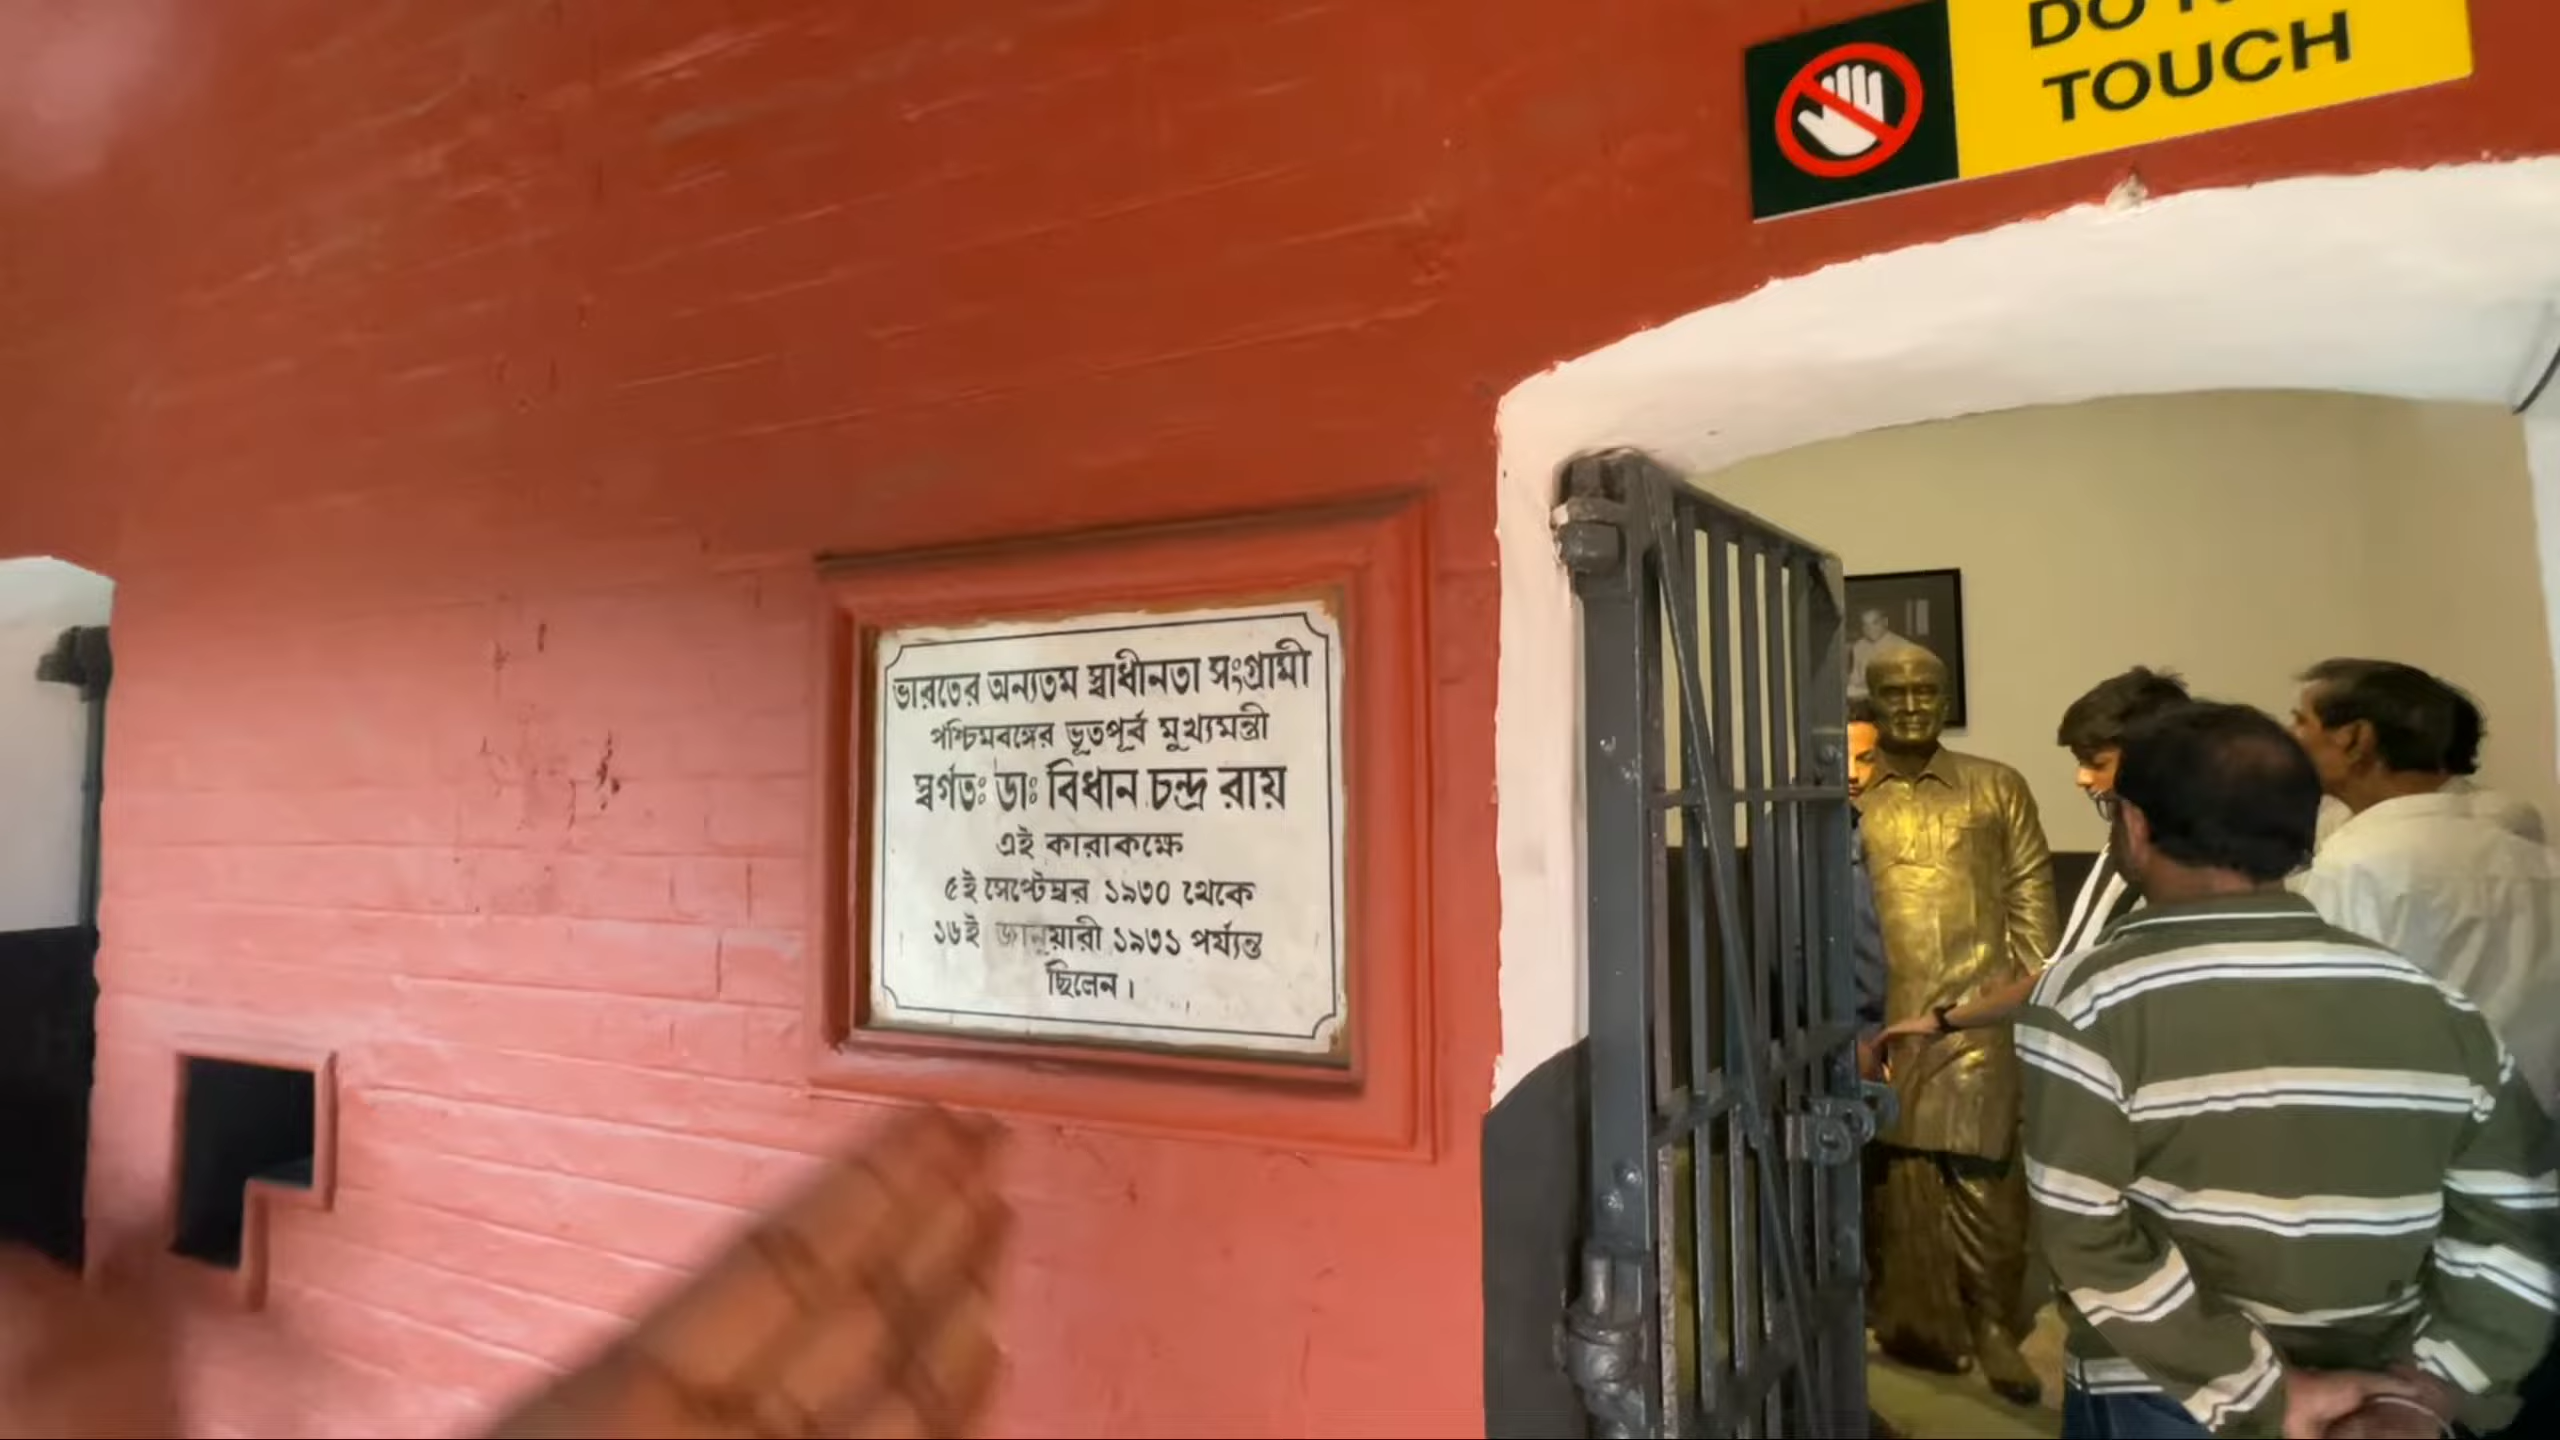 DO
TOUCH
ভারতের অন্যতম স্বাধীনতা সংগ্রামী
পশ্চিমবঙ্গের ভূতপূর্ব মুখ্যমন্ত্রী
স্বর্গতঃ ডাঃ বিধান চন্দ্র রায়
এই কারাকক্ষে
৫ই সেপ্টেম্বর ১৯৩০ থেকে
১৬ই জানুয়ারী ১৯৩১ পর্য্যন্ত
ছিলেন।